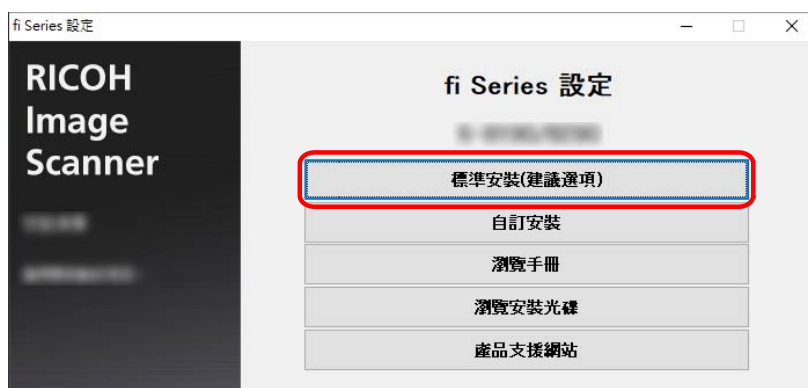 fi Series 設定
RICOH
Image
Scanner
fi Series 設定
標準安裝(建議選項)
自訂安裝
瀏覽手冊
瀏覽安裝光碟
產品支援網站